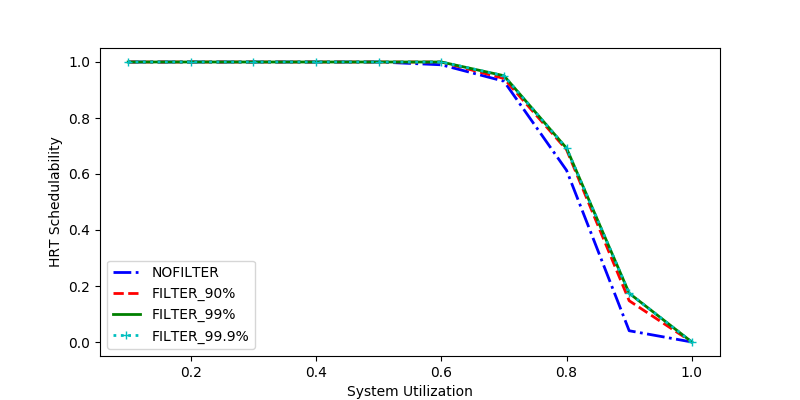 1.0
0.8
0.6
0.4
0.2
0.0
HRT Schedulability
NOFILTER
FILTER_90%
FILTER_99%
FILTER_99.9%
0.2 0.4 0.6 0.8 1.0
System Utilization